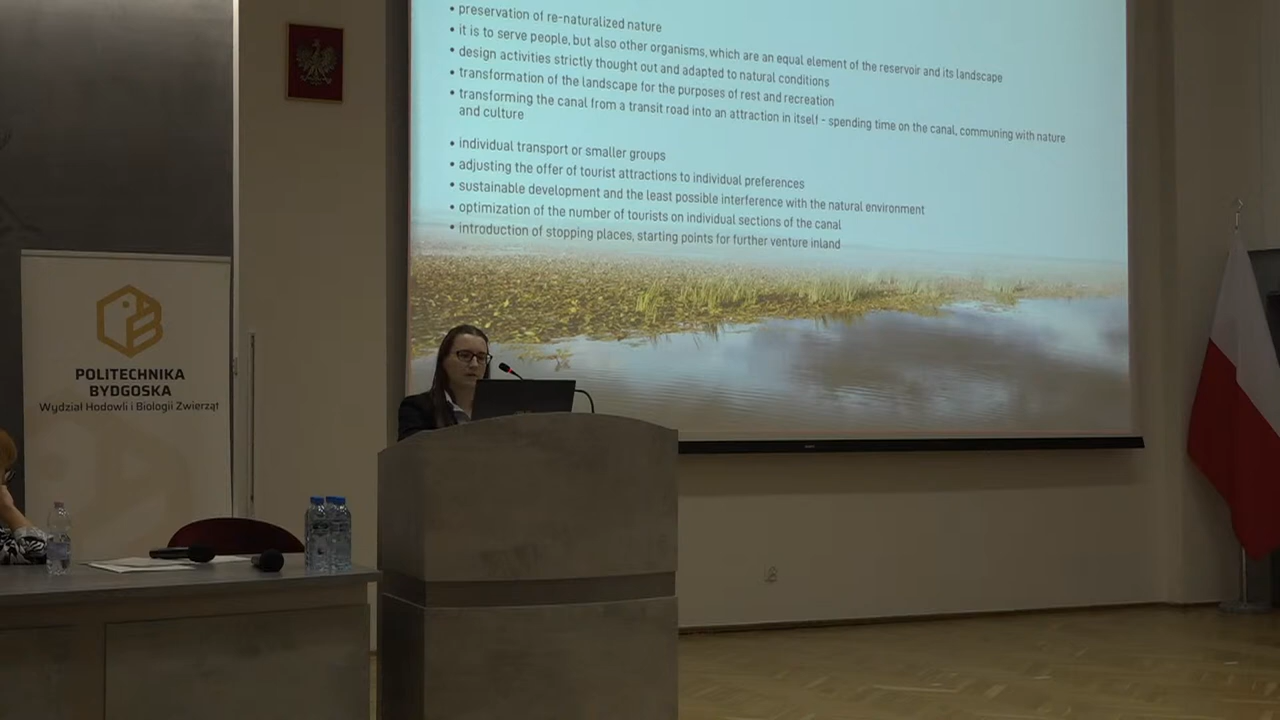 • preservation of re-naturalized nature
• it is to serve people, but also other organisms, which are an equal element of the reservoir and its landscape
• design activities strictly thought out and adapted to natural conditions
• transformation of the landscape for the purposes of rest and recreation
• transforming the canal from a transit road into an attraction in itself - spending time on the canal, communing with nature
and culture
• individual transport or smaller groups
• adjusting the offer of tourist attractions to individual preferences
• sustainable development and the least possible interference with the natural environment
• optimization of the number of tourists on individual sections of the canal
• introduction of stopping places, starting points for further venture inland
POLITECHNIKA
BYDGOSKA
Wydział Hodowli i Biologii Zwierząt